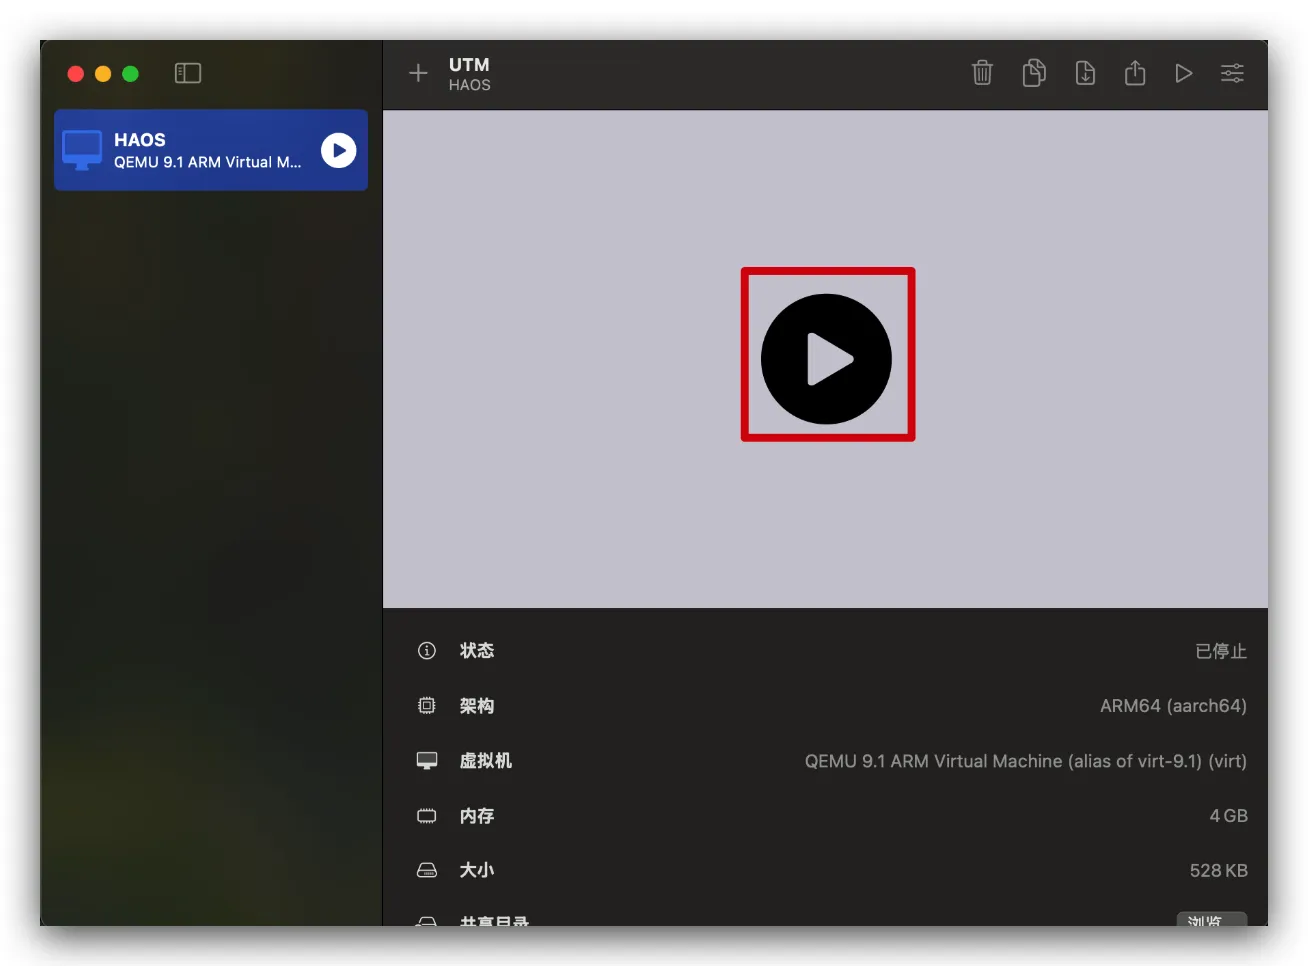 UTM
HAOS
HAOS
QEMU 9.1 ARM Virtual M...
状态
已停止
架构
ARM64 (aarch64)
虚拟机
QEMU 9.1 ARM Virtual Machine (alias of virt-9.1) (virt)
内存
4 GB
大小
528 KB
共享目录
浏览...